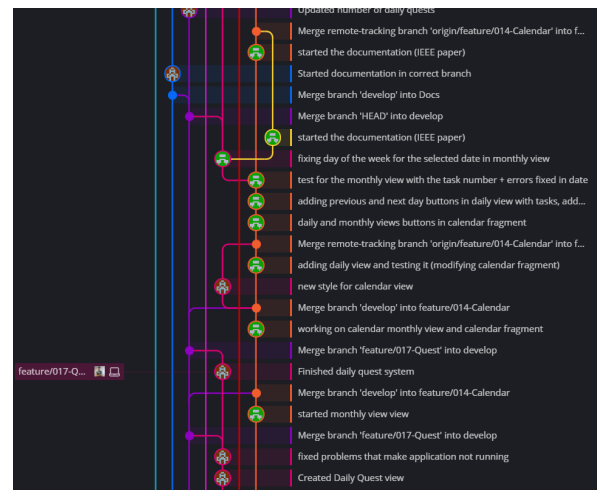 Updated number of daily quests
Merge remote-tracking branch 'origin/feature/014-Calendar' into f...
started the documentation (IEEE paper)
Started documentation in correct branch
Merge branch 'develop' into Docs
Merge branch 'HEAD' into develop
started the documentation (IEEE paper)
fixing day of the week for the selected date in monthly view
test for the monthly view with the task number + errors fixed in date
adding previous and next day buttons in daily view with tasks, add...
daily and monthly views buttons in calendar fragment
Merge remote-tracking branch 'origin/feature/014-Calendar' into f...
adding daily view and testing it (modifying calendar fragment)
new style for calendar view
Merge branch 'develop' into feature/014-Calendar
working on calendar monthly view and calendar fragment
Merge branch 'feature/017-Quest' into develop
feature/017-Q... Finished daily quest system
Merge branch 'develop' into feature/014-Calendar
started monthly view view
Merge branch 'feature/017-Quest' into develop
fixed problems that make application not running
Created Daily Quest view